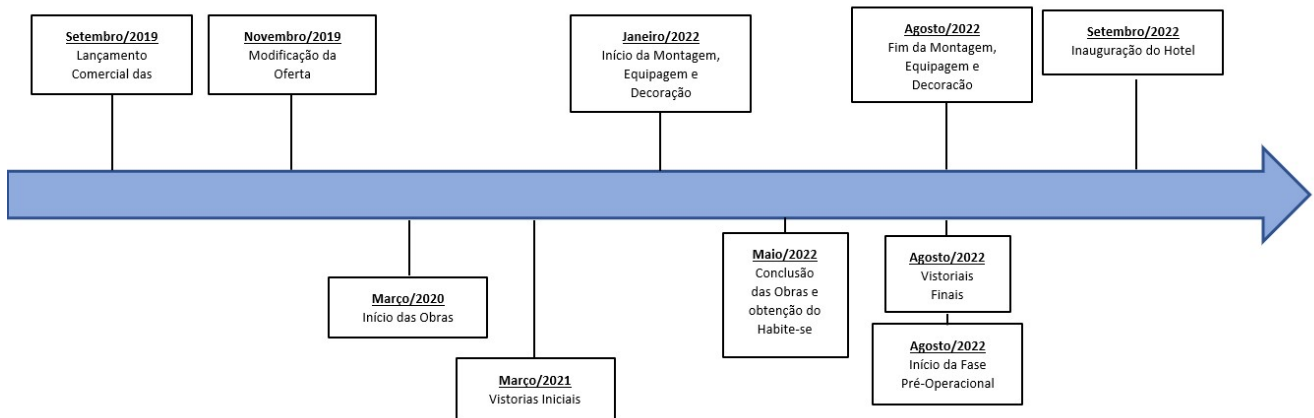 Setembro/2019
Lançamento
Comercial das
Novembro/2019
Modificação da
Oferta
Janeiro/2022
Início da Montagem,
Equipagem e
Decoração
Agosto/2022
Fim da Montagem,
Equipagem e
Decoracão
Setembro/2022
Inauguração do Hotel
Março/2020
Início das Obras
Março/2021
Vistorias Iniciais
Maio/2022
Conclusão
das Obras e
obtenção do
Habite-se
Agosto/2022
Vistoriais
Finais
Agosto/2022
Início da Fase
Pré-Operacional